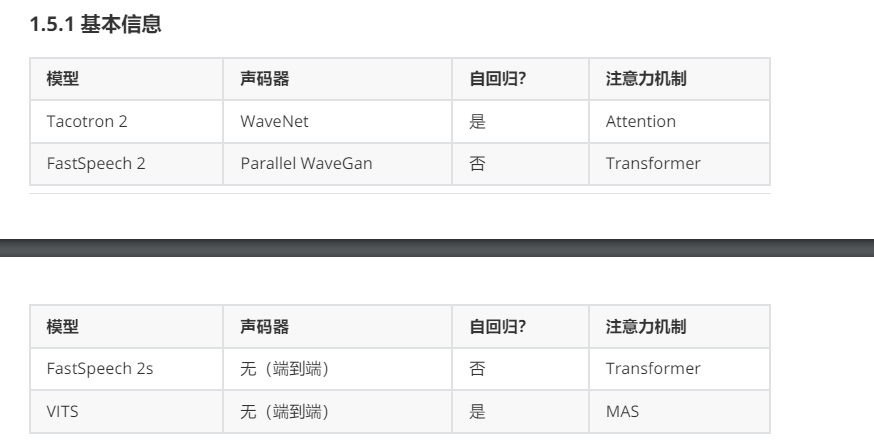 1.5.1 基本信息
模型 声码器 自回归? 注意力机制
Tacotron 2 WaveNet 是 Attention
FastSpeech 2 Parallel WaveGan 否 Transformer
模型 声码器 自回归? 注意力机制
FastSpeech 2s 无（端到端） 否 Transformer
VITS 无（端到端） 是 MAS